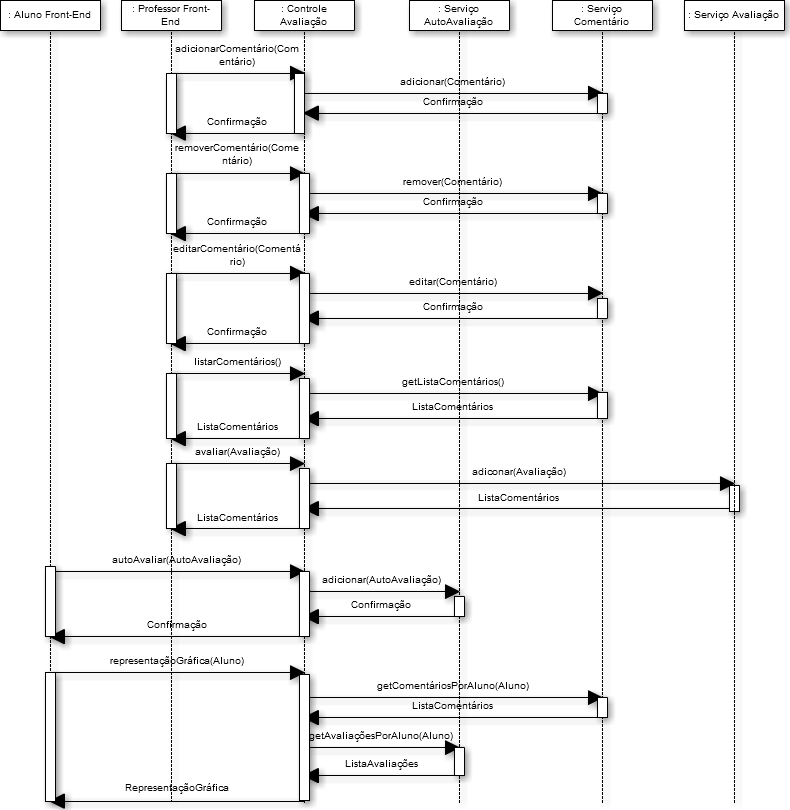 : Aluno Front-End
: Professor Front-
End
: Controle
Avaliação
: Serviço
AutoAvaliação
: Serviço
Comentário
: Serviço Avaliação
adicionarComentário(Com
entário)
adicionar(Comentário)
Confirmação
Confirmação
removerComentário(Come
ntário)
remover(Comentário)
Confirmação
Confirmação
editarComentário(Comentá
rio)
editar(Comentário)
Confirmação
Confirmação
listarComentários()
getListaComentários()
ListaComentários
ListaComentários
avaliar(Avaliação)
adiconar(Avaliação)
ListaComentários
ListaComentários
autoAvaliar(AutoAvaliação)
adicionar(AutoAvaliação)
Confirmação
Confirmação
representaçãoGráfica(Aluno)
getComentáriosPorAluno(Aluno)
ListaComentários
getAvaliaçõesPorAluno(Aluno)
ListaAvaliações
RepresentaçãoGráfica